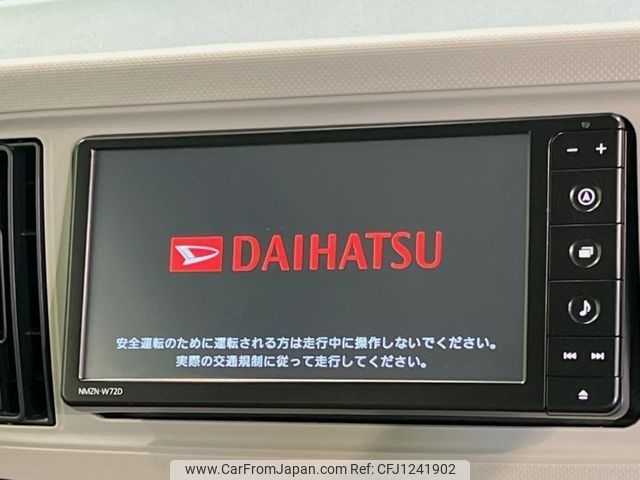 DAIHATSU
安全運転のために運転される方は走行中に操作しないでください。
実際の交通規制に従って走行してください。
NMZN-W72D
www.CarFromJapan.com | CFJ1241902